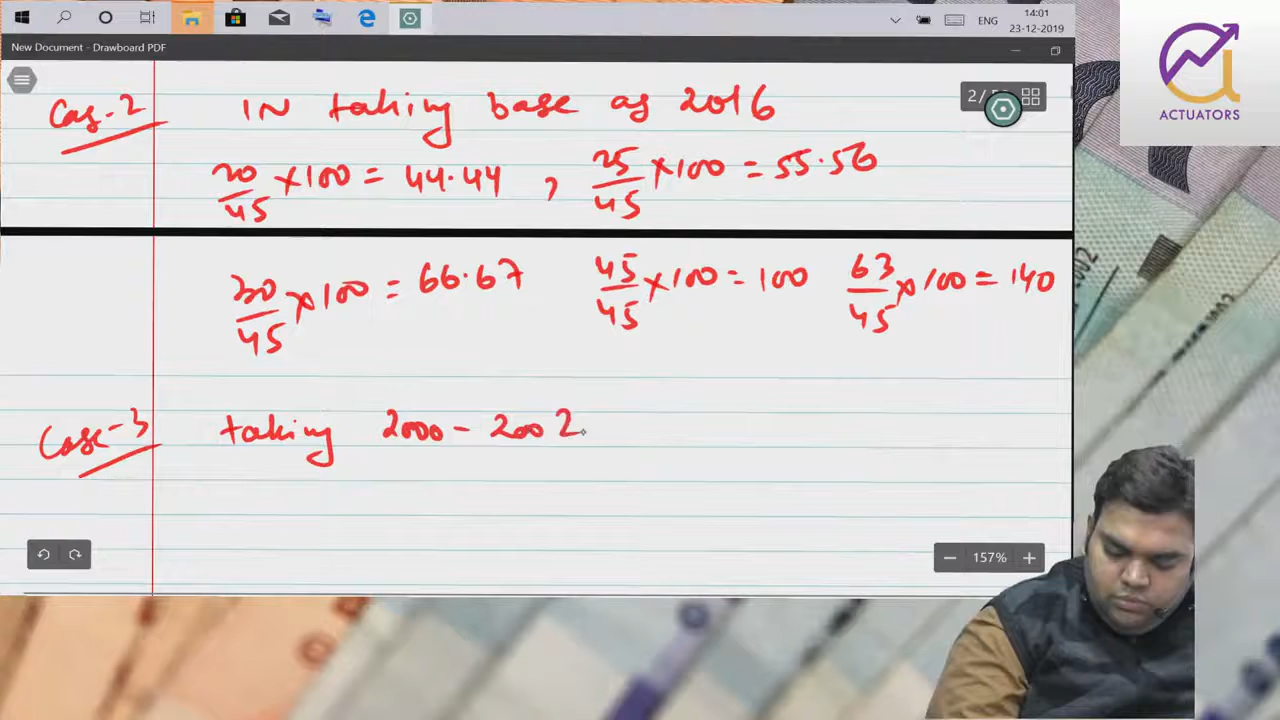 14:01
ENG
23-12-2019
New Document - Drawboard PDF
ACTUATORS
2/
Cas-2 IN taking base as 2016
20/45 × 100 = 44.44 , 25/45 × 100 = 55.56
30/45 × 100 = 66.67 45/45 × 100 = 100 63/45 × 100 = 140
Case-3 taking 2000 - 2002
157%